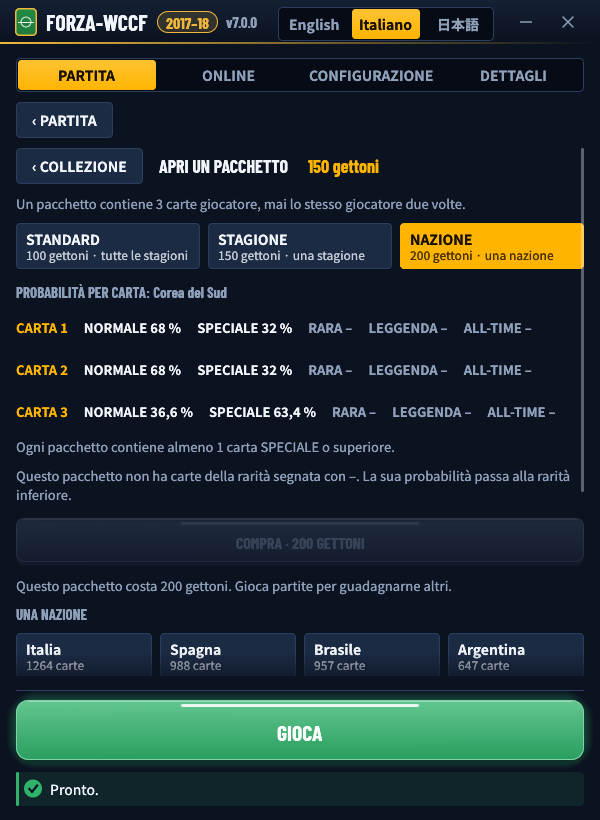 FORZA-WCCF 2017-18 v7.0.0 English Italiano 日本語
PARTITA ONLINE CONFIGURAZIONE DETTAGLI
‹ PARTITA
‹ COLLEZIONE APRI UN PACCHETTO 150 gettoni
Un pacchetto contiene 3 carte giocatore, mai lo stesso giocatore due volte.
STANDARD STAGIONE NAZIONE
100 gettoni · tutte le stagioni 150 gettoni · una stagione 200 gettoni · una nazione
PROBABILITÀ PER CARTA: Corea del Sud
CARTA 1 NORMALE 68 % SPECIALE 32 % RARA – LEGGENDA – ALL-TIME –
CARTA 2 NORMALE 68 % SPECIALE 32 % RARA – LEGGENDA – ALL-TIME –
CARTA 3 NORMALE 36,6 % SPECIALE 63,4 % RARA – LEGGENDA – ALL-TIME –
Ogni pacchetto contiene almeno 1 carta SPECIALE o superiore.
Questo pacchetto non ha carte della rarità segnata con –. La sua probabilità passa alla rarità
inferiore.
COMPRA · 200 GETTONI
Questo pacchetto costa 200 gettoni. Gioca partite per guadagnarne altri.
UNA NAZIONE
Italia Spagna Brasile Argentina
1264 carte 988 carte 957 carte 647 carte
GIOCA
Pronto.